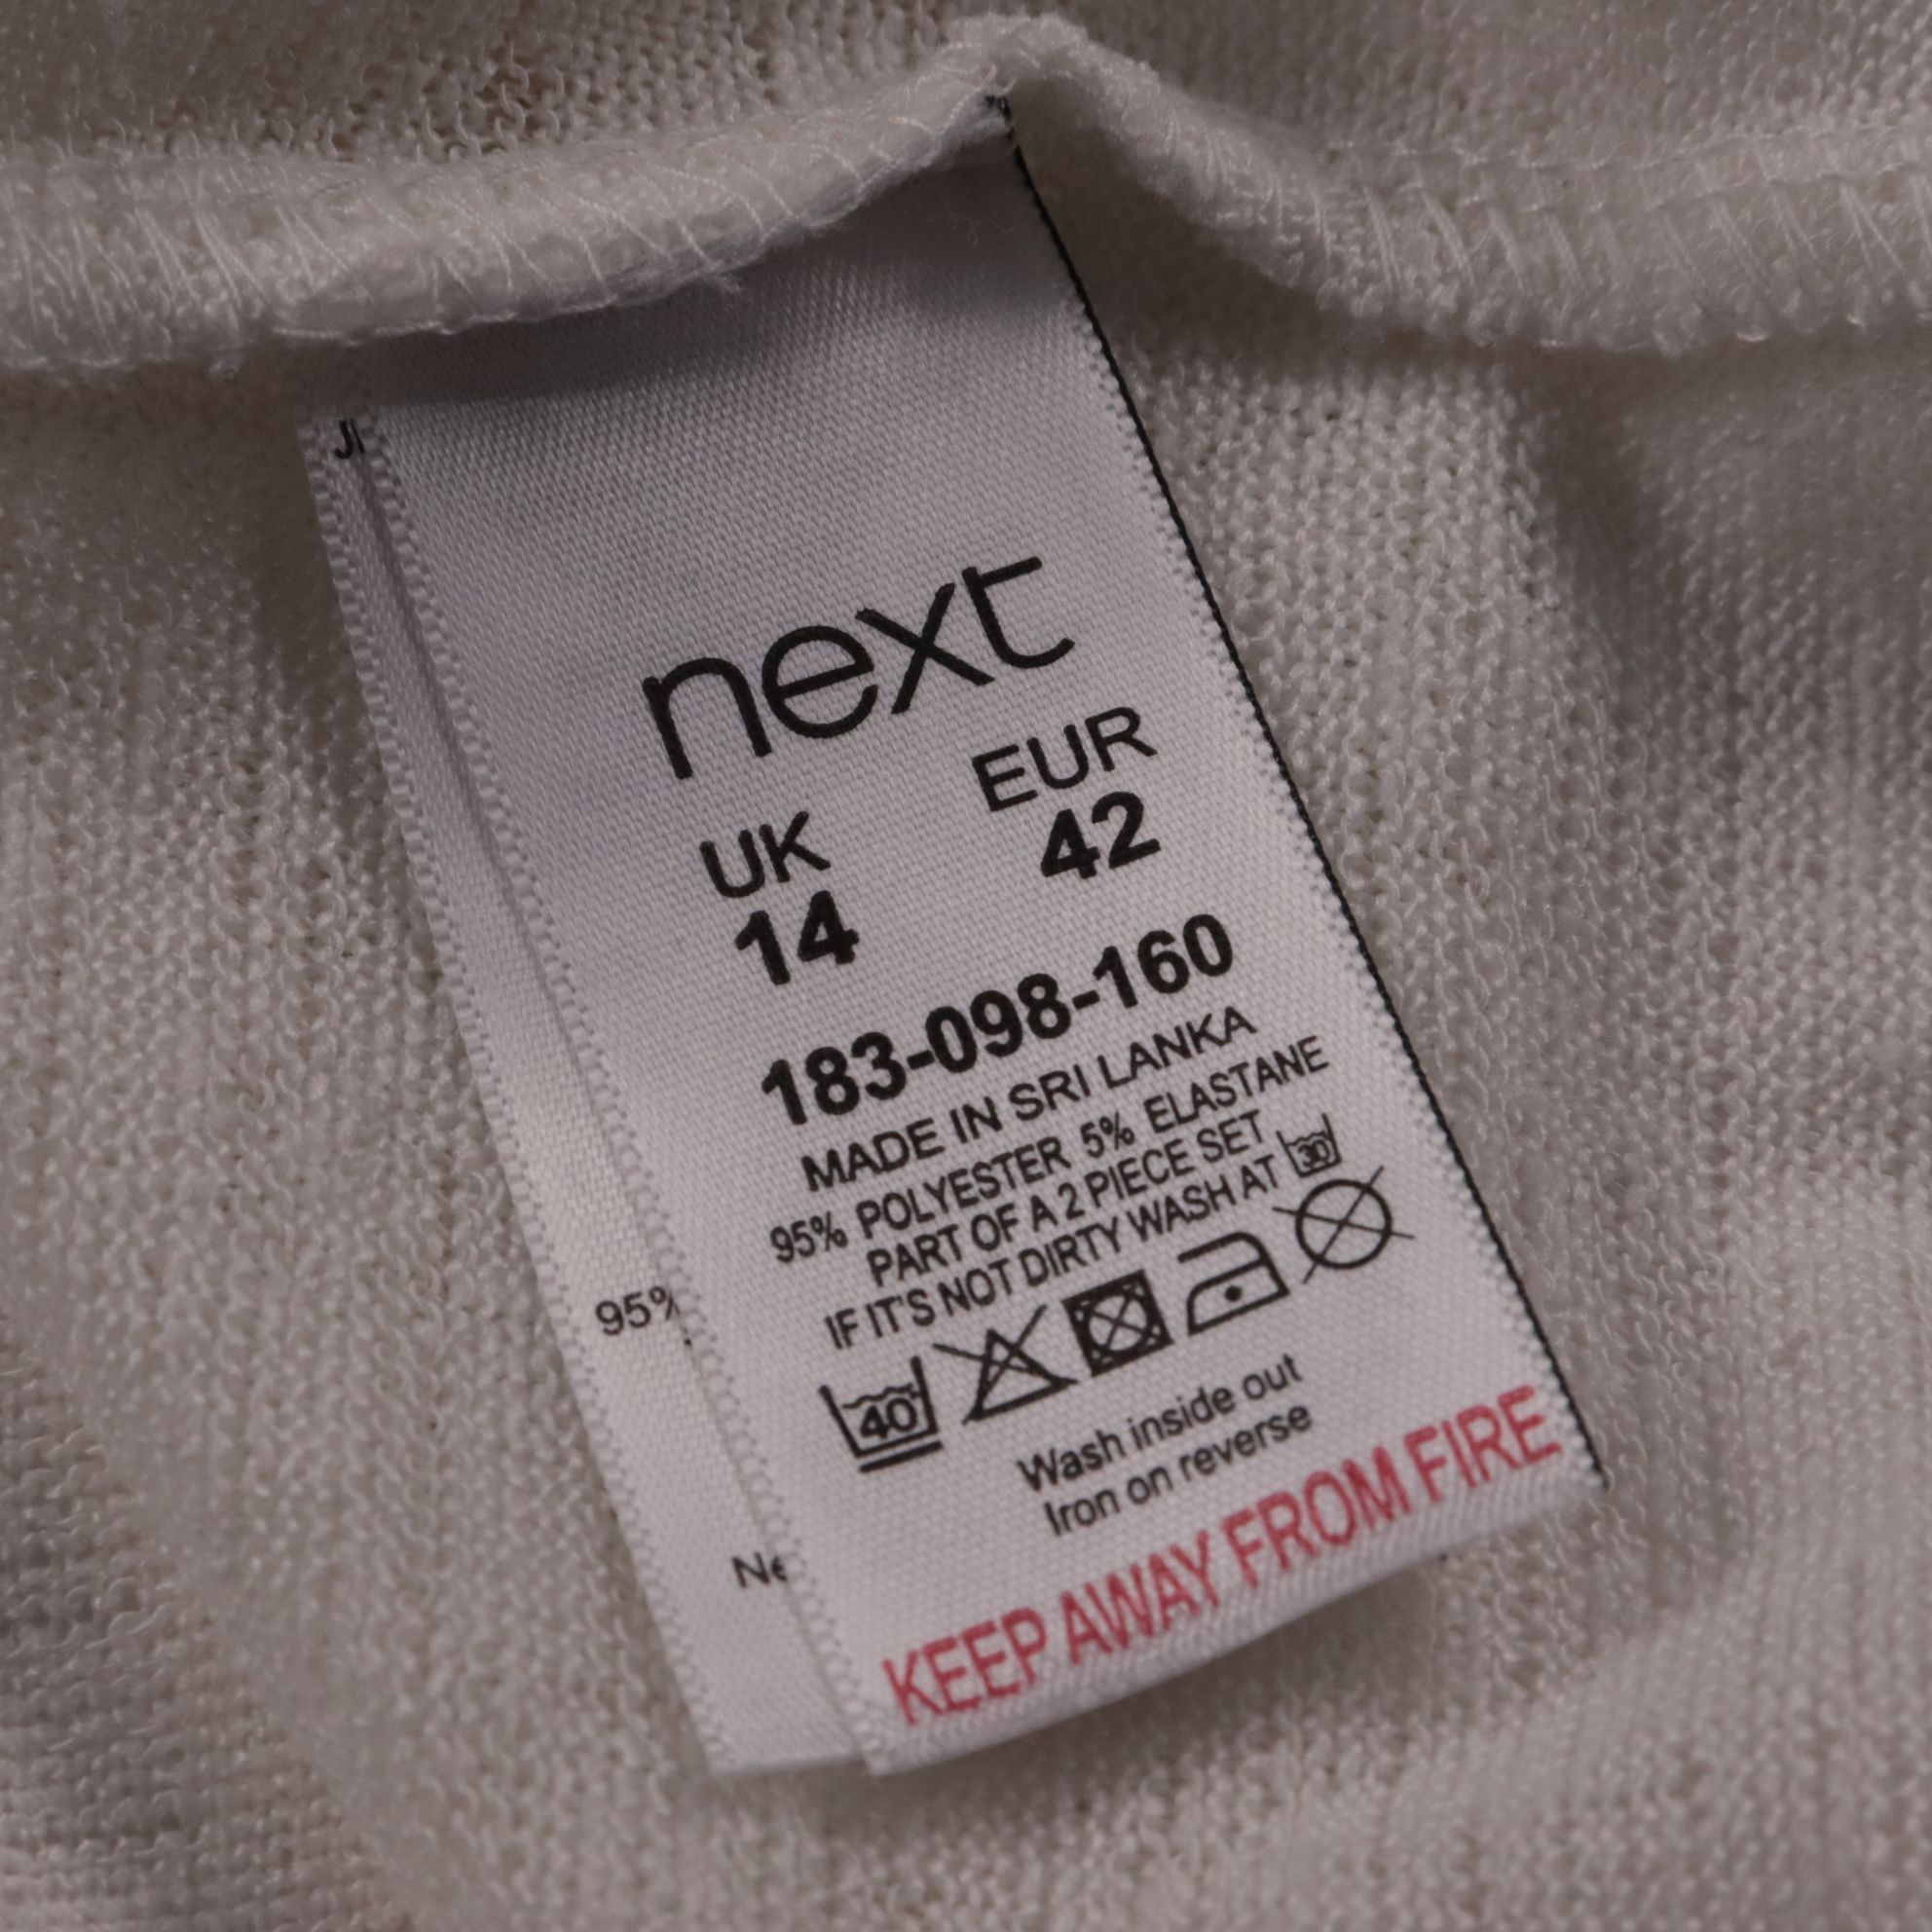 next
UK EUR
14 42
183-098-160
MADE IN SRI LANKA
95% POLYESTER 5% ELASTANE
PART OF A 2 PIECE SET
IF IT'S NOT DIRTY WASH AT 30
40
Wash inside out
Iron on reverse
KEEP AWAY FROM FIRE
95%